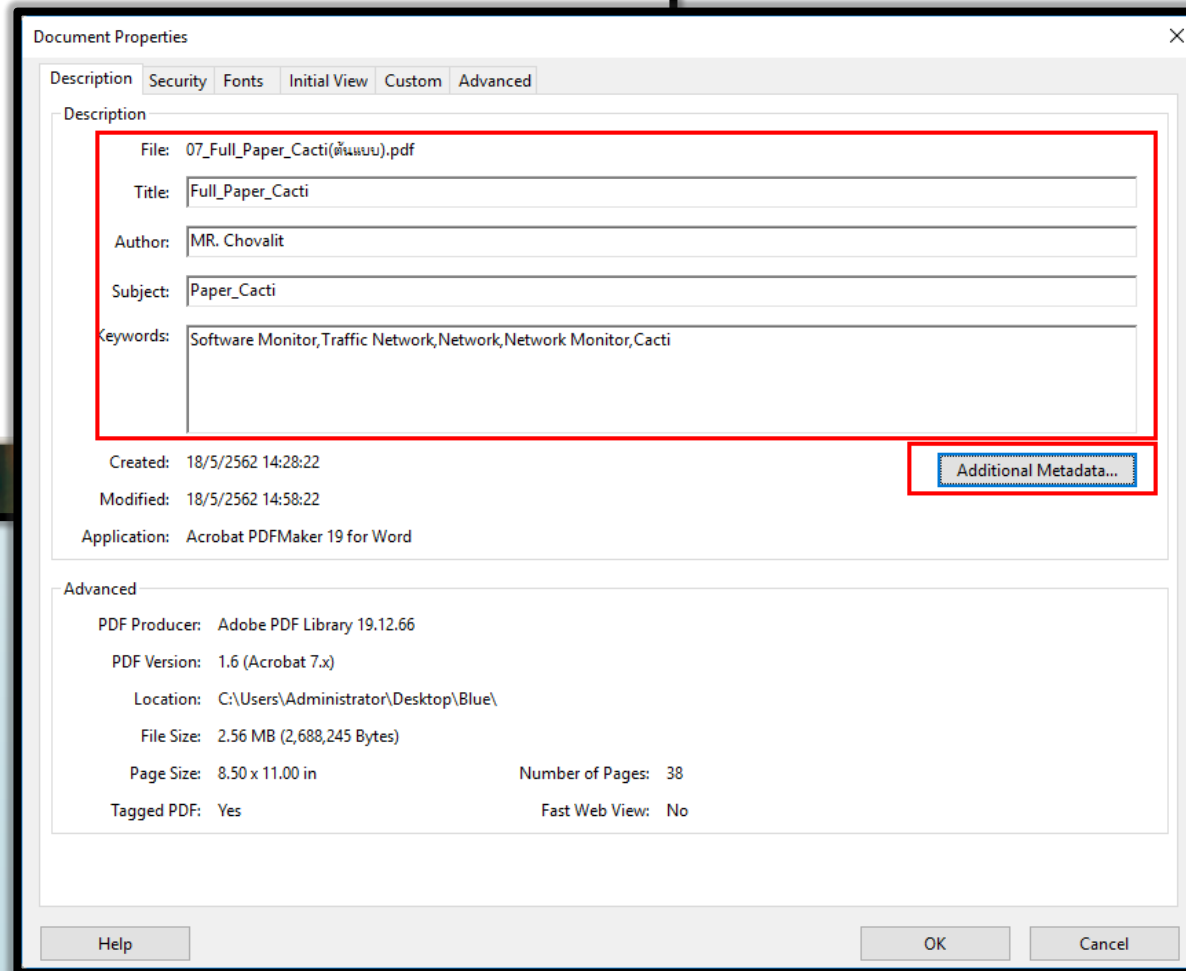 Document Properties
Description Security Fonts Initial View Custom Advanced
Description
File: 07_Full_Paper_Cacti(ต้นแบบ).pdf
Title: Full_Paper_Cacti
Author: MR. Chovalit
Subject: Paper_Cacti
Keywords: Software Monitor,Traffic Network,Network,Network Monitor,Cacti
Created: 18/5/2562 14:28:22
Additional Metadata...
Modified: 18/5/2562 14:58:22
Application: Acrobat PDFMaker 19 for Word
Advanced
PDF Producer: Adobe PDF Library 19.12.66
PDF Version: 1.6 (Acrobat 7.x)
Location: C:\Users\Administrator\Desktop\Blue\
File Size: 2.56 MB (2,688,245 Bytes)
Page Size: 8.50 x 11.00 in Number of Pages: 38
Tagged PDF: Yes Fast Web View: No
Help OK Cancel